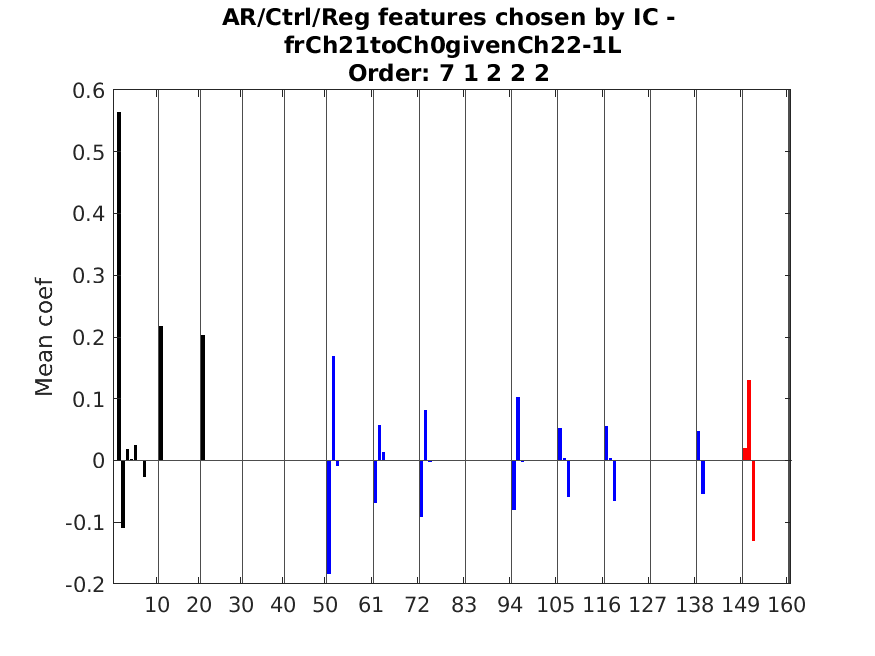 AR/Ctrl/Reg features chosen by IC -
frCh21toCh0givenCh22-1L
Order: 7 1 2 2 2
0.6
0.5
0.4
0.3
0.2
0.1
0
-0.1
-0.2
Mean coef
10 20 30 40 50 61 72 83 94 105 116 127 138 149 160